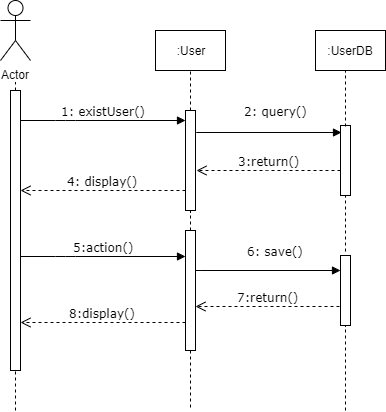 :User
:UserDB
Actor
1: existUser()
2: query()
3:return()
4: display()
5:action()
6: save()
7:return()
8:display()